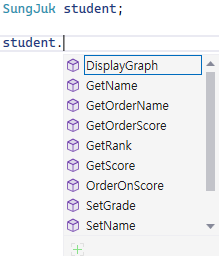 SungJuk student;
student.
DisplayGraph
GetName
GetOrderName
GetOrderScore
GetRank
GetScore
OrderOnScore
SetGrade
SetName